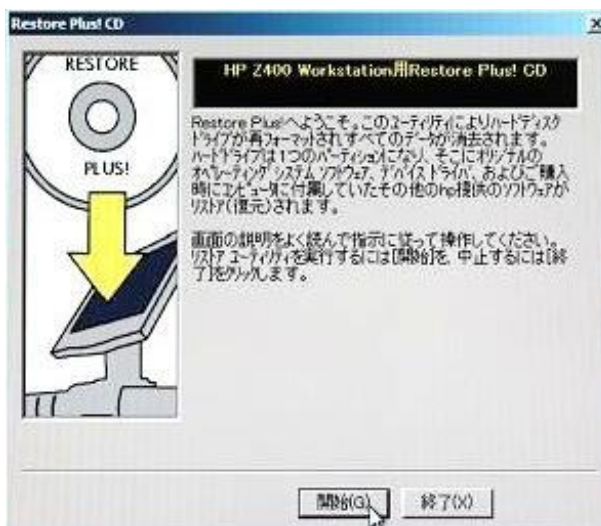 Restore Plus! CD
RESTORE
PLUS!
HP Z400 Workstation用Restore Plus! CD
Restore Plus!へようこそ。このユーティリティによりハードディスク
ドライブが再フォーマットされすべてのデータが消去されます。
ハードドライブは1つのパーティションになり、そこにオリジナルの
オペレーティング システム ソフトウェア、デバイス ドライバ、およびご購入
時にコンピュータに付属していたその他のhp提供のソフトウェアが
リストア(復元)されます。
画面の説明をよく読んで指示に従って操作してください。
リストア ユーティリティを実行するには[開始]を、中止するには[終
了]をクリックします。
開始(G)
終了(X)